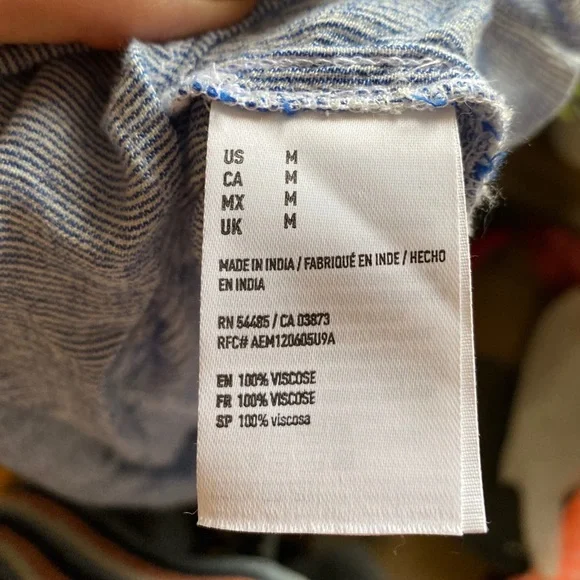 US M
CA M
MX M
UK M
MADE IN INDIA / FABRIQUÉ EN INDE / HECHO
EN INDIA
RN 54485 / CA 03873
RFC# AEM120605U9A
EN 100% VISCOSE
FR 100% VISCOSE
SP 100% viscosa